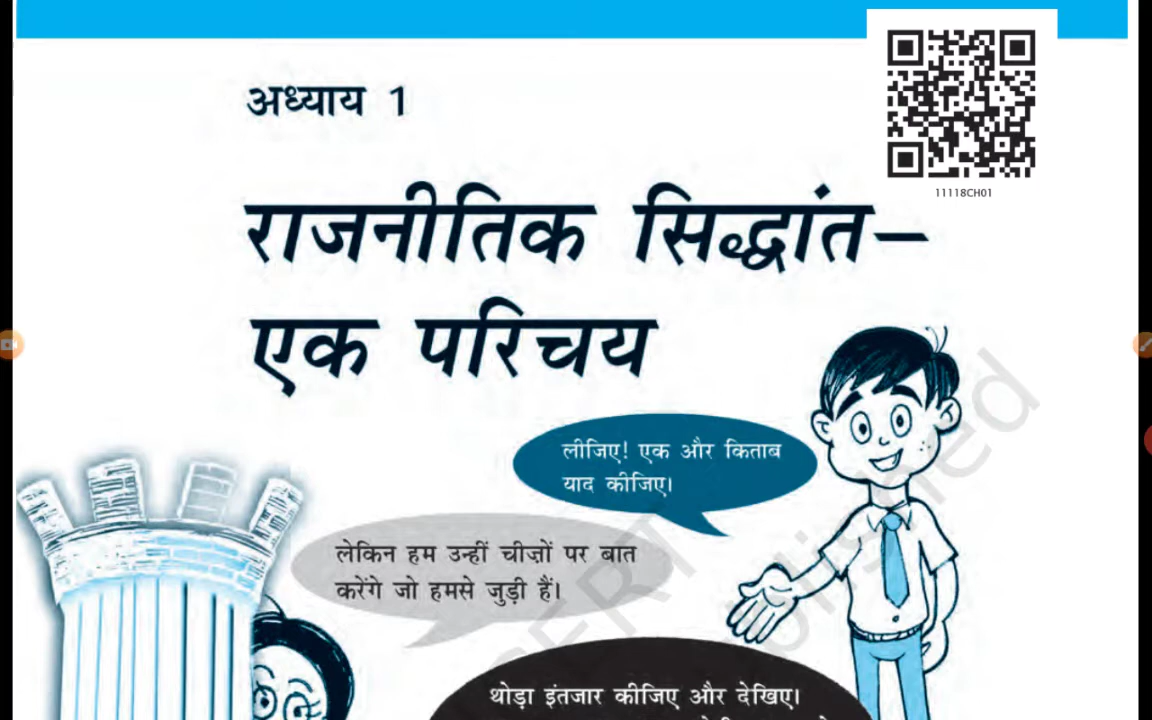 11118CH01
अध्याय 1
राजनीतिक सिद्धांत–
एक परिचय
लीजिए! एक और किताब
याद कीजिए।
लेकिन हम उन्हीं चीज़ों पर बात
करेंगे जो हमसे जुड़ी हैं।
थोड़ा इंतजार कीजिए और देखिए।